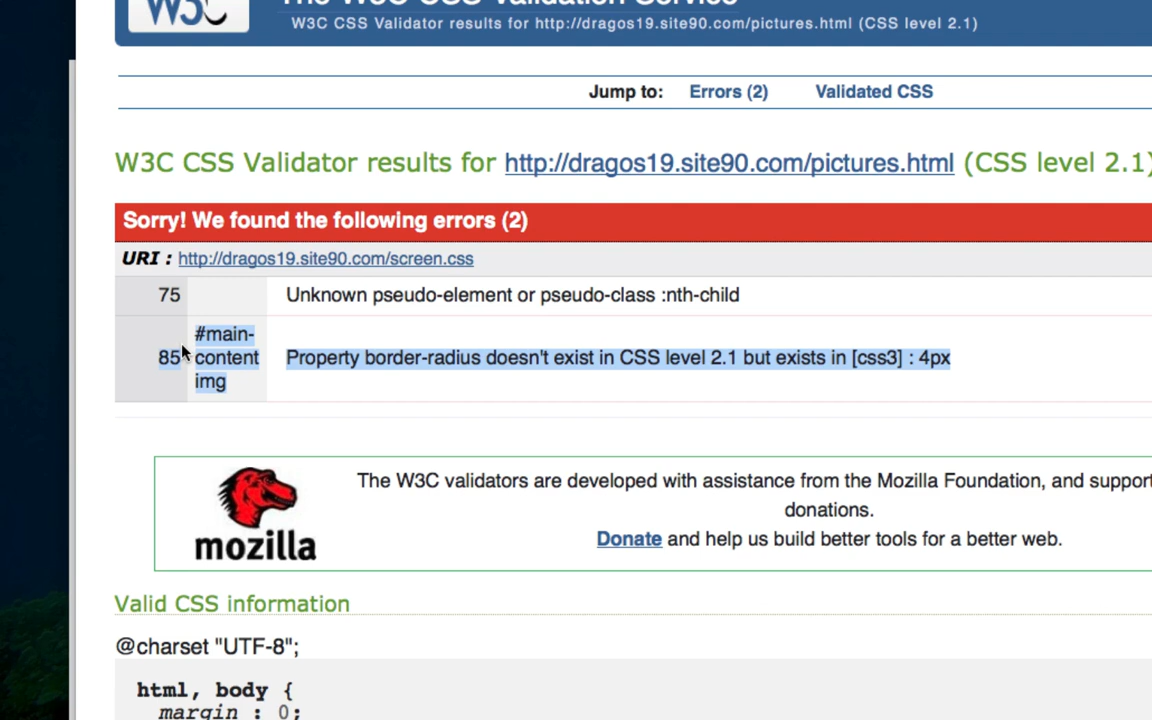 W3C
The W3C CSS Validation Service
W3C CSS Validator results for http://dragos19.site90.com/pictures.html (CSS level 2.1)
Jump to: Errors (2) Validated CSS
W3C CSS Validator results for http://dragos19.site90.com/pictures.html (CSS level 2.1)
Sorry! We found the following errors (2)
URI : http://dragos19.site90.com/screen.css
75 Unknown pseudo-element or pseudo-class :nth-child
#main-
85 content Property border-radius doesn't exist in CSS level 2.1 but exists in [css3] : 4px
img
The W3C validators are developed with assistance from the Mozilla Foundation, and support
donations.
mozilla
Donate and help us build better tools for a better web.
Valid CSS information
@charset "UTF-8";
html, body {
margin : 0;